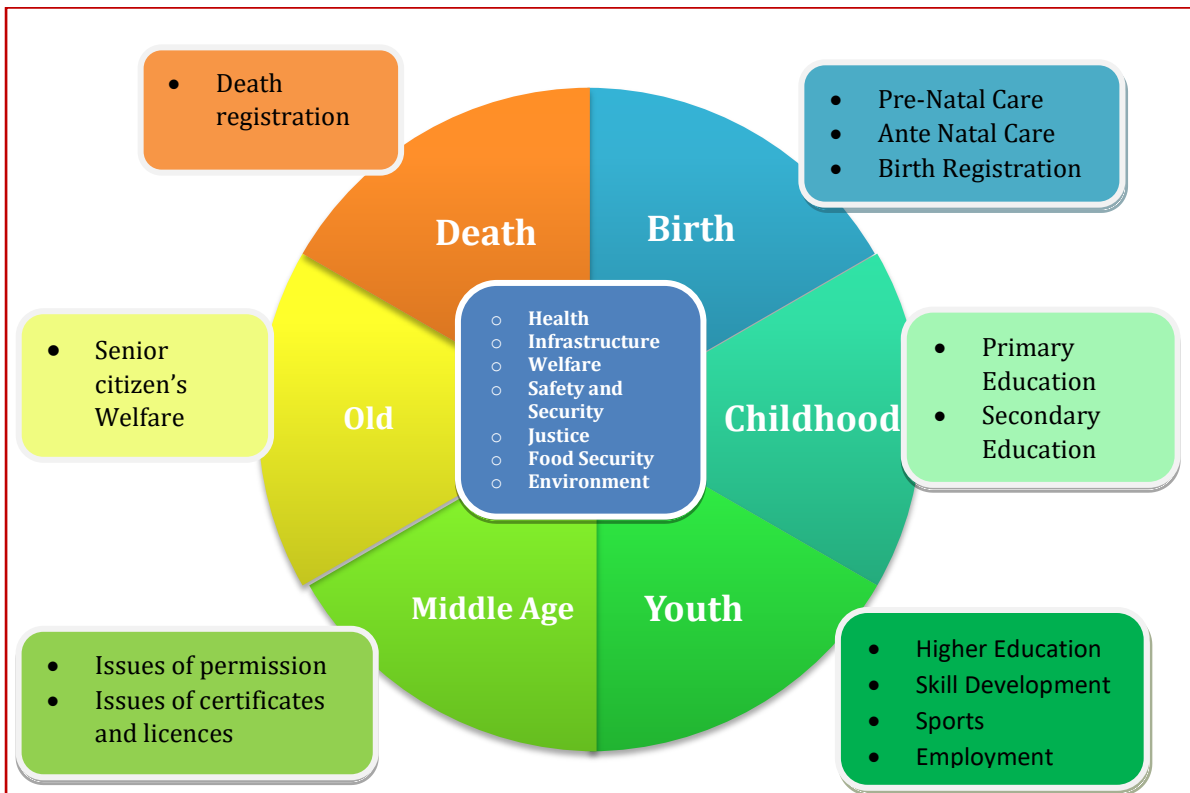 • Death
registration
• Pre-Natal Care
• Ante Natal Care
• Birth Registration
Death
Birth
○ Health
○ Infrastructure
○ Welfare
○ Safety and
Security
○ Justice
○ Food Security
○ Environment
• Senior
citizen’s
Welfare
Old
Childhood
• Primary
Education
• Secondary
Education
Middle Age
Youth
• Issues of permission
• Issues of certificates
and licences
• Higher Education
• Skill Development
• Sports
• Employment